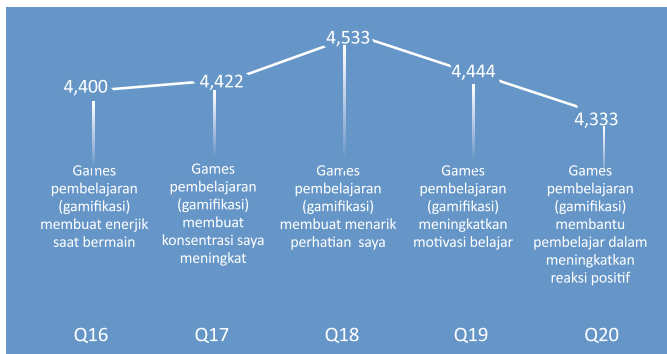 4,400
4,422
4,533
4,444
4,333
Games
pembelajaran
(gamifikasi)
membuat enerjik
saat bermain
Games
pembelajaran
(gamifikasi)
membuat
konsentrasi saya
meningkat
Games
pembelajaran
(gamifikasi)
membuat menarik
perhatian saya
Games
pembelajaran
(gamifikasi)
meningkatkan
motivasi belajar
Games
pembelajaran
(gamifikasi)
membantu
pembelajar dalam
meningkatkan
reaksi positif
Q16
Q17
Q18
Q19
Q20